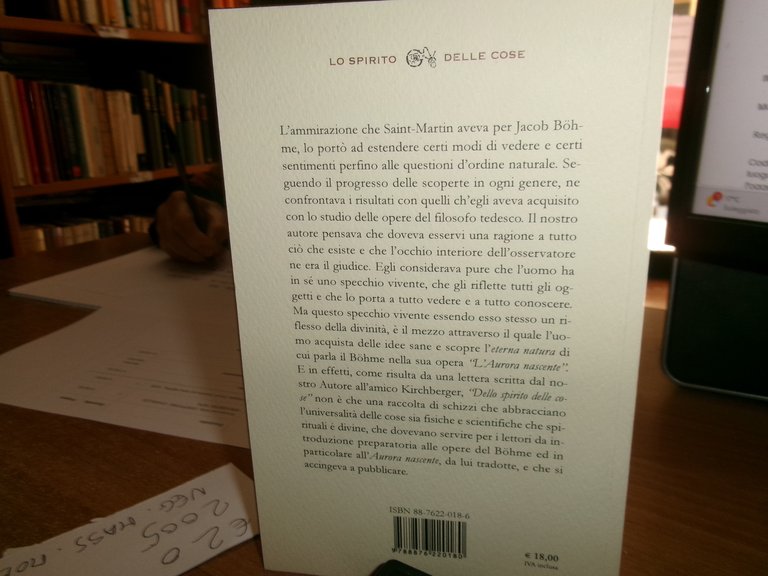 LO SPIRITO DELLE COSE
L'ammirazione che Saint-Martin aveva per Jacob Böh-
me, lo portò ad estendere certi modi di vedere e certi
sentimenti perfino alle questioni d'ordine naturale. Se-
guendo il progresso delle scoperte in ogni genere, ne
confrontava i risultati con quelli ch'egli aveva acquisito
con lo studio delle opere del filosofo tedesco. Il nostro
autore pensava che doveva esservi una ragione a tutto
ciò che esiste e che l'occhio interiore dell'osservatore
ne era il giudice. Egli considerava pure che l'uomo ha
in sé uno specchio vivente, che gli riflette tutti gli og-
getti e che lo porta a tutto vedere e a tutto conoscere.
Ma questo specchio vivente essendo esso stesso un ri-
flesso della divinità, è il mezzo attraverso il quale l'uo-
mo acquista delle idee sane e scopre l'eterna natura di
cui parla il Böhme nella sua opera "L'Aurora nascente".
E in effetti, come risulta da una lettera scritta dal no-
stro Autore all'amico Kirchberger, "Dello spirito delle co-
se" non è che una raccolta di schizzi che abbracciano
l'universalità delle cose sia fisiche e scientifiche che spi-
rituali e divine, che dovevano servire per i lettori da in-
troduzione preparatoria alle opere del Böhme ed in
particolare all'Aurora nascente, da lui tradotte, e che si
accingeva a pubblicare.
ISBN 88-7622-018-6
9788876220180
€ 18,00
IVA inclusa
€20
2005
NEG. MASS.